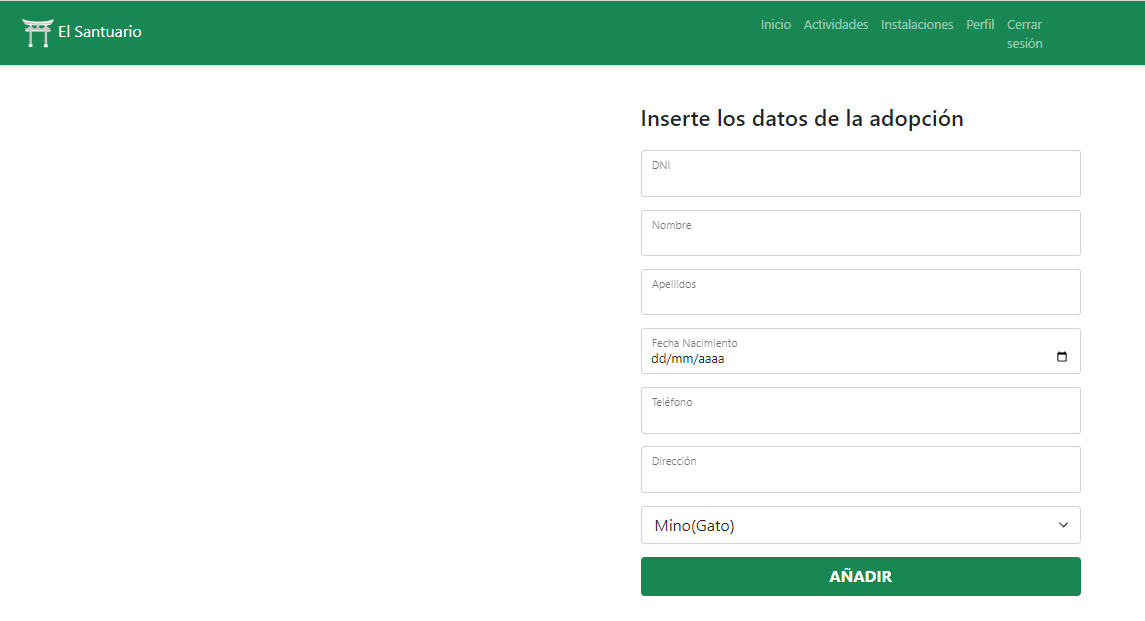 El Santuario
Inicio Actividades Instalaciones Perfil Cerrar
sesión
Inserte los datos de la adopción
DNI
Nombre
Apellidos
Fecha Nacimiento
dd/mm/aaaa
Teléfono
Dirección
Mino(Gato)
AÑADIR